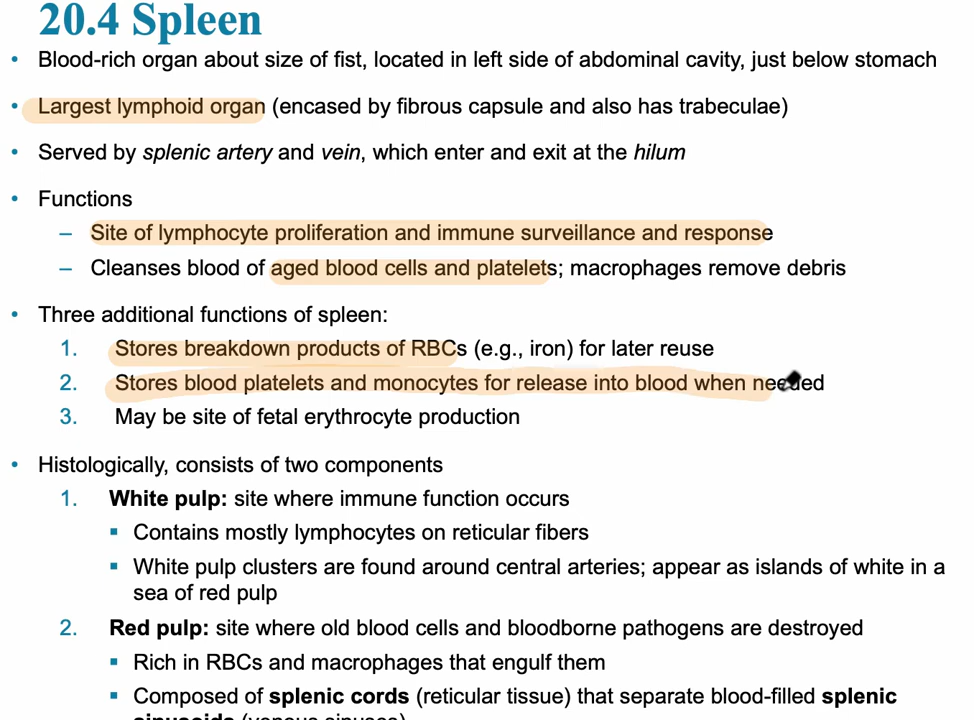 20.4 Spleen
• Blood-rich organ about size of fist, located in left side of abdominal cavity, just below stomach
• Largest lymphoid organ (encased by fibrous capsule and also has trabeculae)
• Served by splenic artery and vein, which enter and exit at the hilum
• Functions
– Site of lymphocyte proliferation and immune surveillance and response
– Cleanses blood of aged blood cells and platelets; macrophages remove debris
• Three additional functions of spleen:
1. Stores breakdown products of RBCs (e.g., iron) for later reuse
2. Stores blood platelets and monocytes for release into blood when needed
3. May be site of fetal erythrocyte production
• Histologically, consists of two components
1. White pulp: site where immune function occurs
▪ Contains mostly lymphocytes on reticular fibers
▪ White pulp clusters are found around central arteries; appear as islands of white in a
sea of red pulp
2. Red pulp: site where old blood cells and bloodborne pathogens are destroyed
▪ Rich in RBCs and macrophages that engulf them
▪ Composed of splenic cords (reticular tissue) that separate blood-filled splenic
sinusoids (venous sinuses)